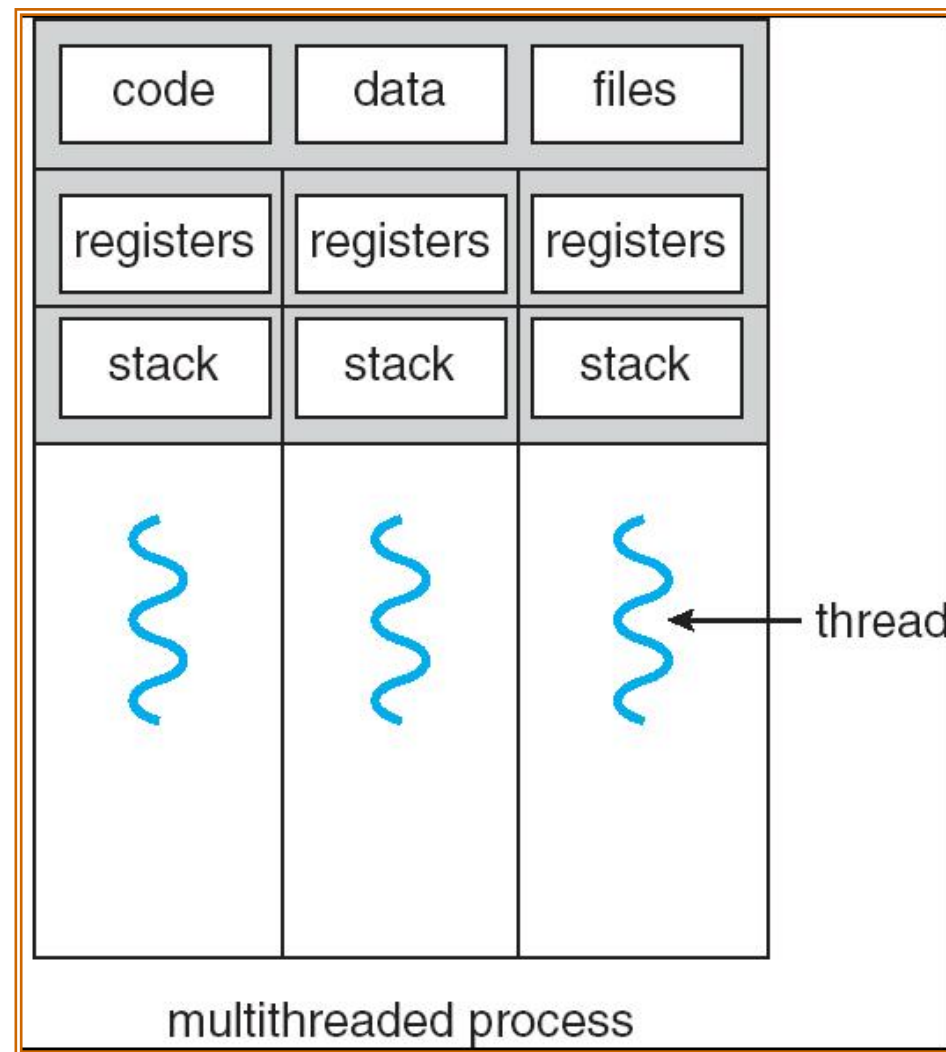 code data files
registers registers registers
stack stack stack
thread
multithreaded process